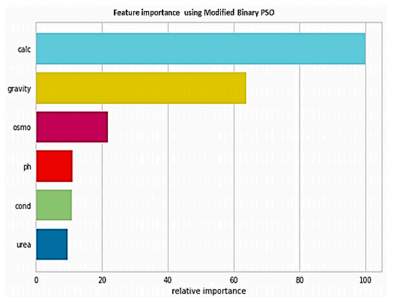 Feature importance using Modified Binary PSO
calc
gravity
osmo
ph
cond
urea
0 20 40 60 80 100
relative importance